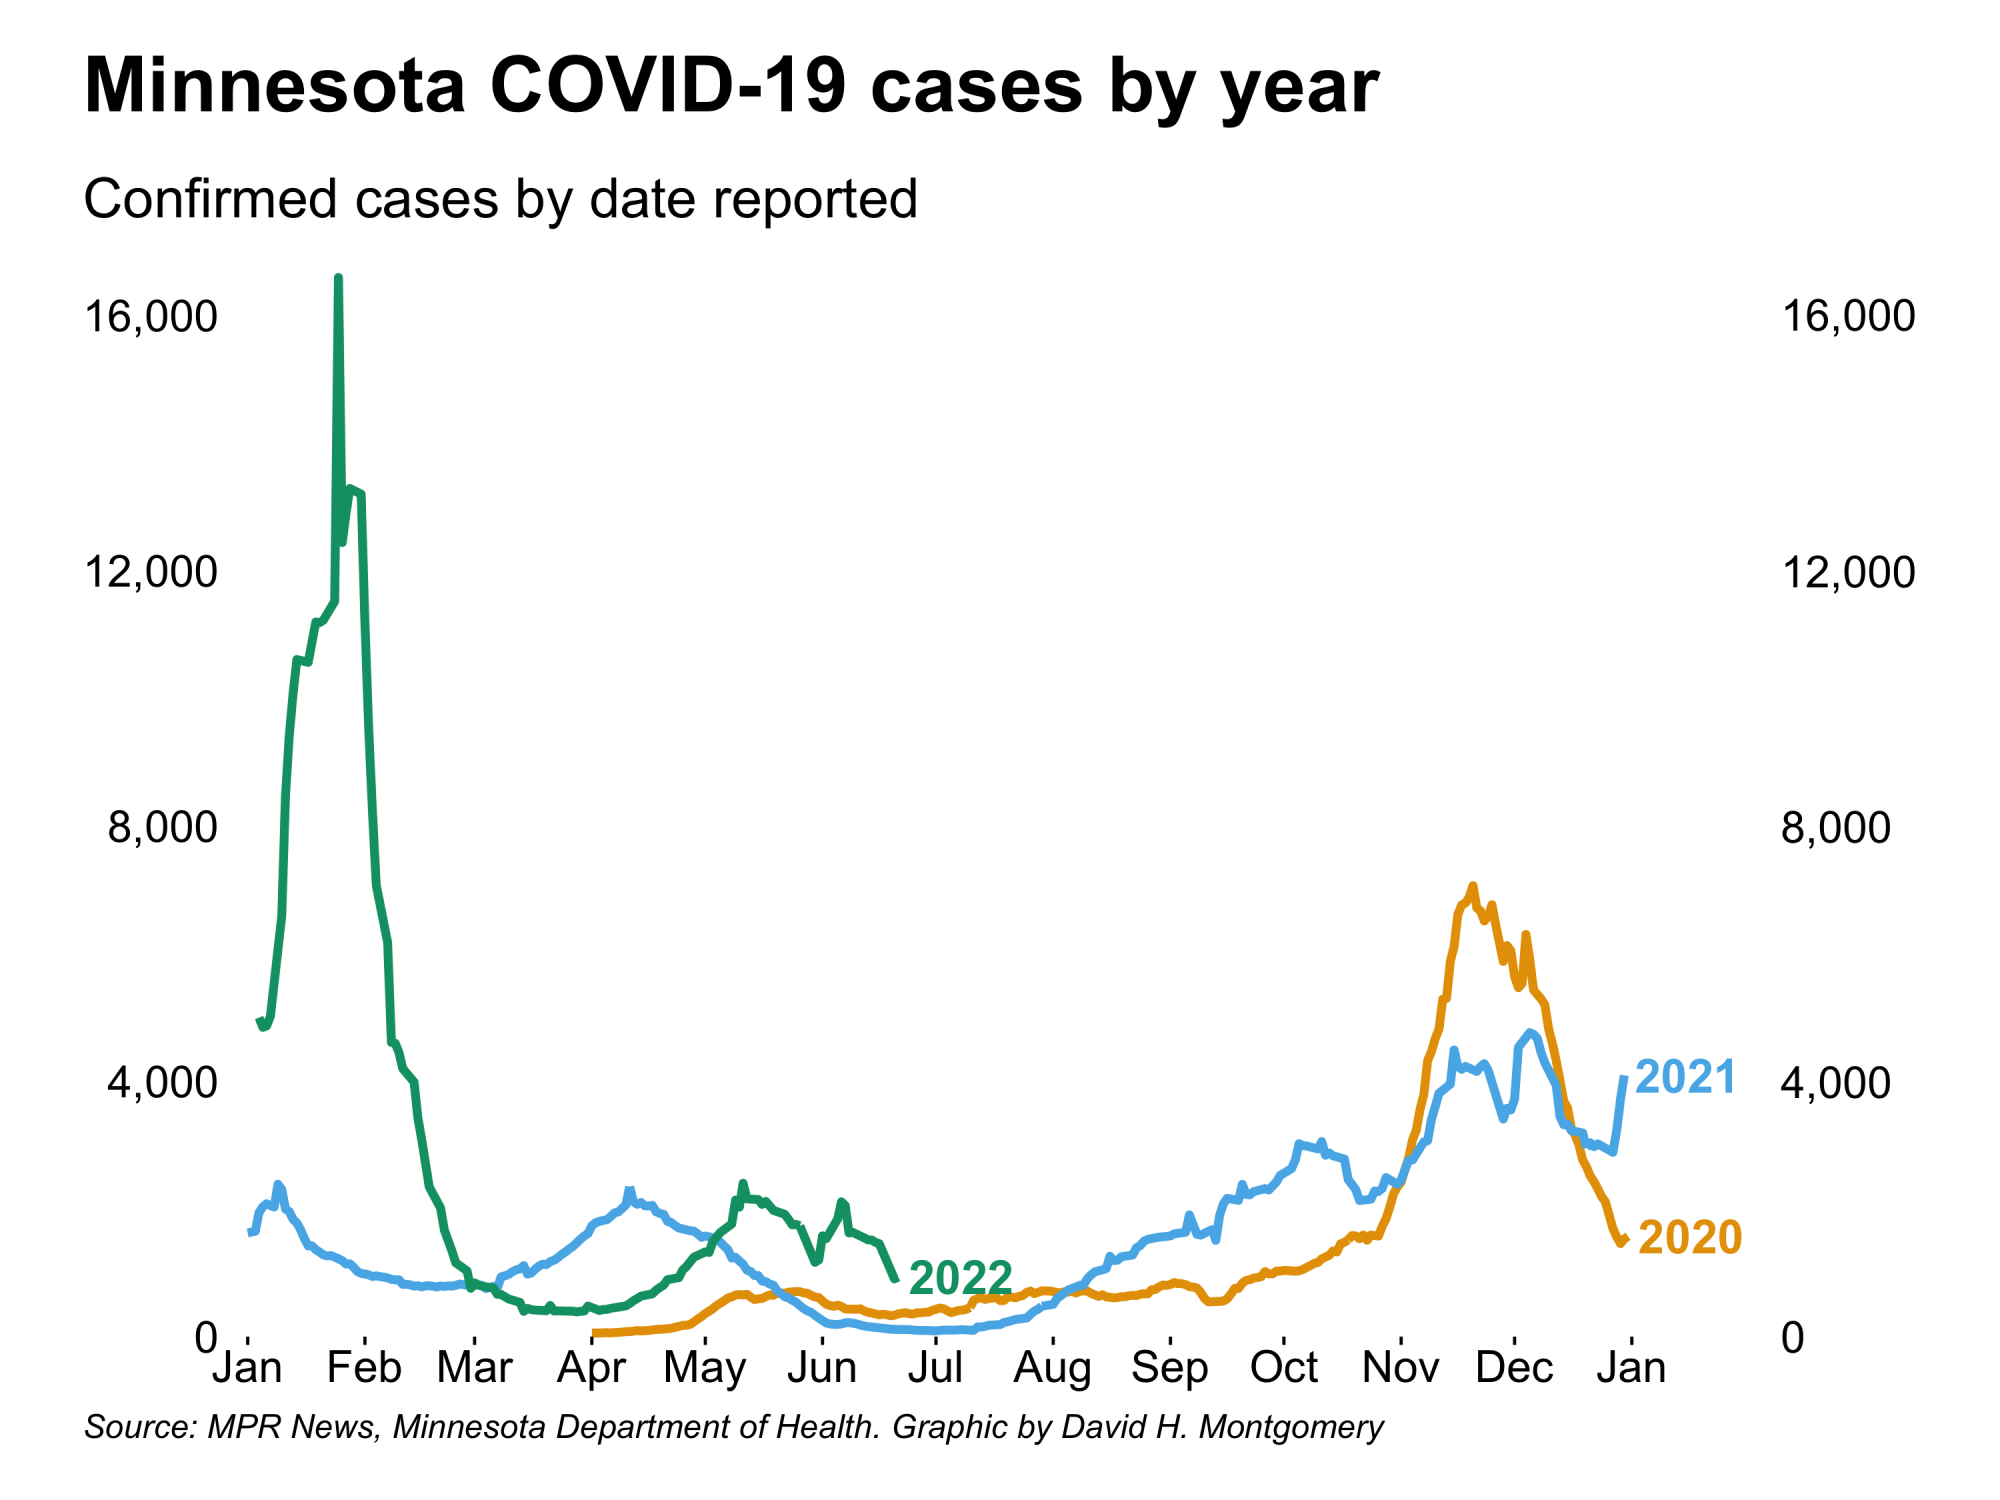 Minnesota COVID-19 cases by year
Confirmed cases by date reported
16,000 16,000
12,000 12,000
8,000 8,000
4,000 2021 4,000
2020
2022
0 0
Jan Feb Mar Apr May Jun Jul Aug Sep Oct Nov Dec Jan
Source: MPR News, Minnesota Department of Health. Graphic by David H. Montgomery